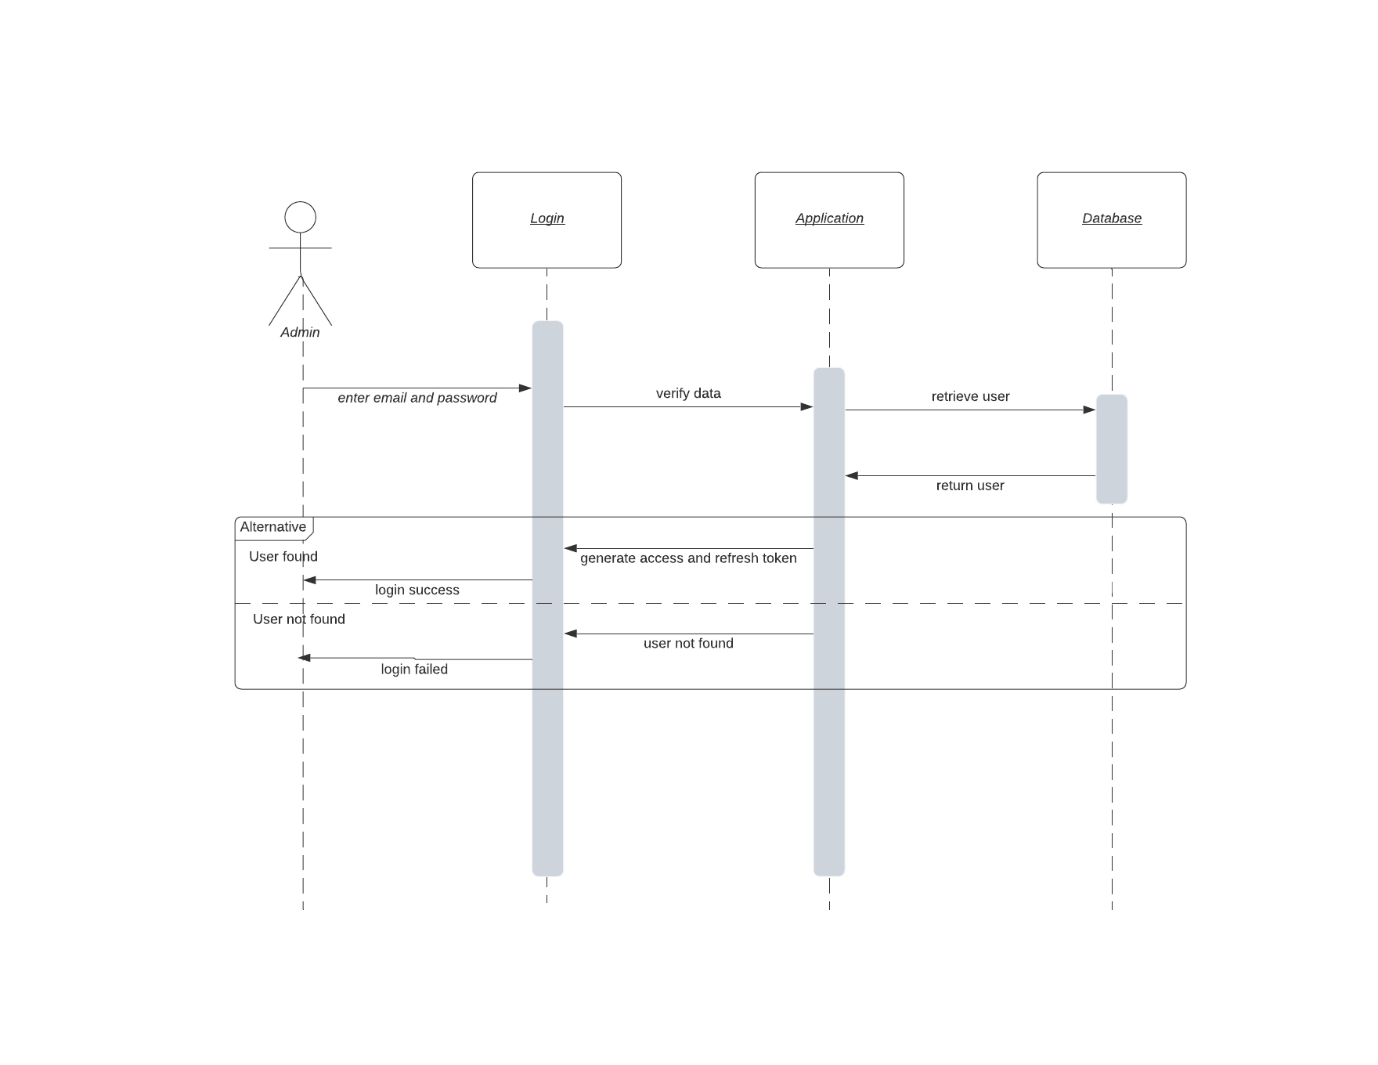 Login
Application
Database
Admin
enter email and password
verify data
retrieve user
return user
Alternative
User found
generate access and refresh token
login success
User not found
user not found
login failed